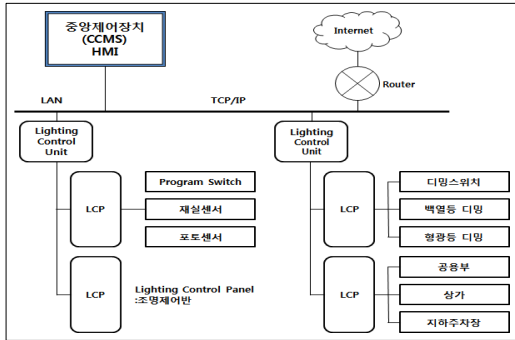 중앙제어장치
(CCMS)
HMI
Internet
Router
LAN
TCP/IP
Lighting
Control
Unit
Lighting
Control
Unit
LCP
Program Switch
재실센서
포토센서
LCP
디밍스위치
백열등 디밍
형광등 디밍
LCP
Lighting Control Panel
:조명제어반
LCP
공용부
상가
지하주차장